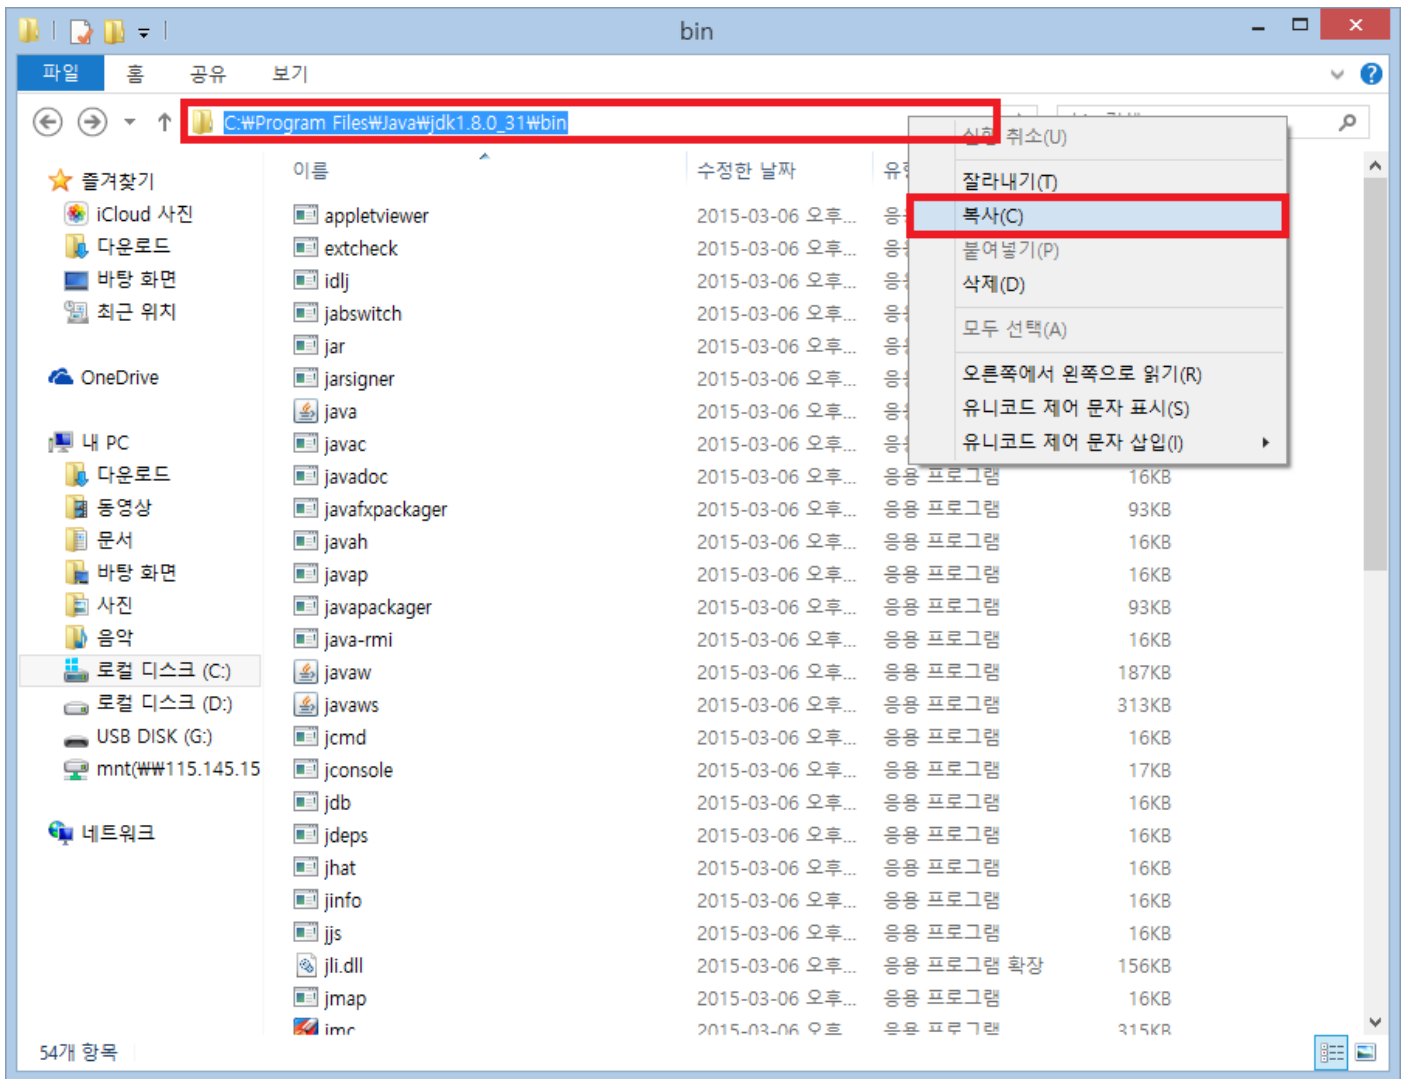 bin
파일 홈 공유 보기
C:₩Program Files₩Java₩jdk1.8.0_31₩bin
실행 취소(U)
잘라내기(T)
복사(C)
붙여넣기(P)
삭제(D)
모두 선택(A)
오른쪽에서 왼쪽으로 읽기(R)
유니코드 제어 문자 표시(S)
유니코드 제어 문자 삽입(I)
즐겨찾기
iCloud 사진
다운로드
바탕 화면
최근 위치
OneDrive
내 PC
다운로드
동영상
문서
바탕 화면
사진
음악
로컬 디스크 (C:)
로컬 디스크 (D:)
USB DISK (G:)
mnt(₩₩115.145.15
네트워크
이름 수정한 날짜
appletviewer 2015-03-06 오후...
extcheck 2015-03-06 오후...
idlj 2015-03-06 오후...
jabswitch 2015-03-06 오후...
jar 2015-03-06 오후...
jarsigner 2015-03-06 오후...
java 2015-03-06 오후...
javac 2015-03-06 오후...
javadoc 2015-03-06 오후... 응용 프로그램 16KB
javafxpackager 2015-03-06 오후... 응용 프로그램 93KB
javah 2015-03-06 오후... 응용 프로그램 16KB
javap 2015-03-06 오후... 응용 프로그램 16KB
javapackager 2015-03-06 오후... 응용 프로그램 93KB
java-rmi 2015-03-06 오후... 응용 프로그램 16KB
javaw 2015-03-06 오후... 응용 프로그램 187KB
javaws 2015-03-06 오후... 응용 프로그램 313KB
jcmd 2015-03-06 오후... 응용 프로그램 16KB
jconsole 2015-03-06 오후... 응용 프로그램 17KB
jdb 2015-03-06 오후... 응용 프로그램 16KB
jdeps 2015-03-06 오후... 응용 프로그램 16KB
jhat 2015-03-06 오후... 응용 프로그램 16KB
jinfo 2015-03-06 오후... 응용 프로그램 16KB
jjs 2015-03-06 오후... 응용 프로그램 16KB
jli.dll 2015-03-06 오후... 응용 프로그램 확장 156KB
jmap 2015-03-06 오후... 응용 프로그램 16KB
jmc 2015-03-06 오후 응용 프로그램 315KB
54개 항목